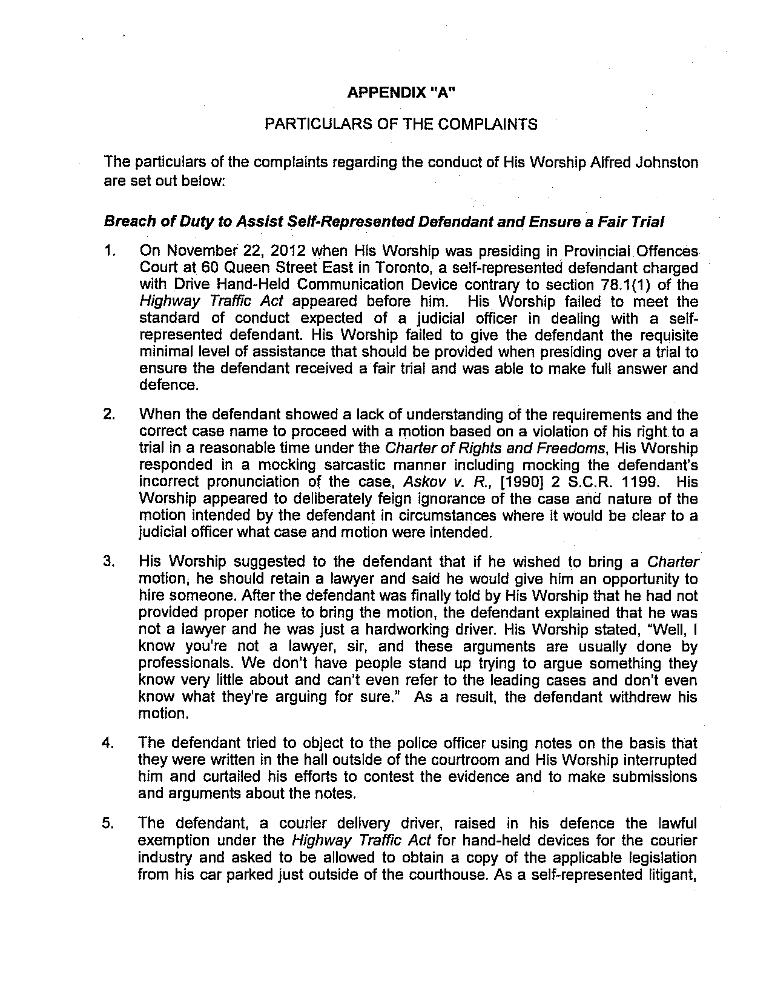 APPENDIX "A"
PARTICULARS OF THE COMPLAINTS
The particulars of the complaints regarding the conduct of His Worship Alfred Johnston
are set out below:
Breach of Duty to Assist Self-Represented Defendant and Ensure a Fair Trial
1. On November 22, 2012 when His Worship was presiding in Provincial Offences
Court at 60 Queen Street East in Toronto, a self-represented defendant charged
with Drive Hand-Held Communication Device contrary to section 78.1(1) of the
Highway Traffic Act appeared before him. His Worship failed to meet the
standard of conduct expected of a judicial officer in dealing with a self-
represented defendant. His Worship failed to give the defendant the requisite
minimal level of assistance that should be provided when presiding over a trial to
ensure the defendant received a fair trial and was able to make full answer and
defence.
2. When the defendant showed a lack of understanding of the requirements and the
correct case name to proceed with a motion based on a violation of his right to a
trial in a reasonable time under the Charter of Rights and Freedoms, His Worship
responded in a mocking sarcastic manner including mocking the defendant's
incorrect pronunciation of the case, Askov v. R., [1990] 2 S.C.R. 1199. His
Worship appeared to deliberately feign ignorance of the case and nature of the
motion intended by the defendant in circumstances where it would be clear to a
judicial officer what case and motion were intended.
3. His Worship suggested to the defendant that if he wished to bring a Charter
motion, he should retain a lawyer and said he would give him an opportunity to
hire someone. After the defendant was finally told by His Worship that he had not
provided proper notice to bring the motion, the defendant explained that he was
not a lawyer and he was just a hardworking driver. His Worship stated, "Well, I
know you're not a lawyer, sir, and these arguments are usually done by
professionals. We don't have people stand up trying to argue something they
know very little about and can't even refer to the leading cases and don't even
know what they're arguing for sure." As a result, the defendant withdrew his
motion.
4. The defendant tried to object to the police officer using notes on the basis that
they were written in the hall outside of the courtroom and His Worship interrupted
him and curtailed his efforts to contest the evidence and to make submissions
and arguments about the notes.
5. The defendant, a courier delivery driver, raised in his defence the lawful
exemption under the Highway Traffic Act for hand-held devices for the courier
industry and asked to be allowed to obtain a copy of the applicable legislation
from his car parked just outside of the courthouse. As a self-represented litigant,